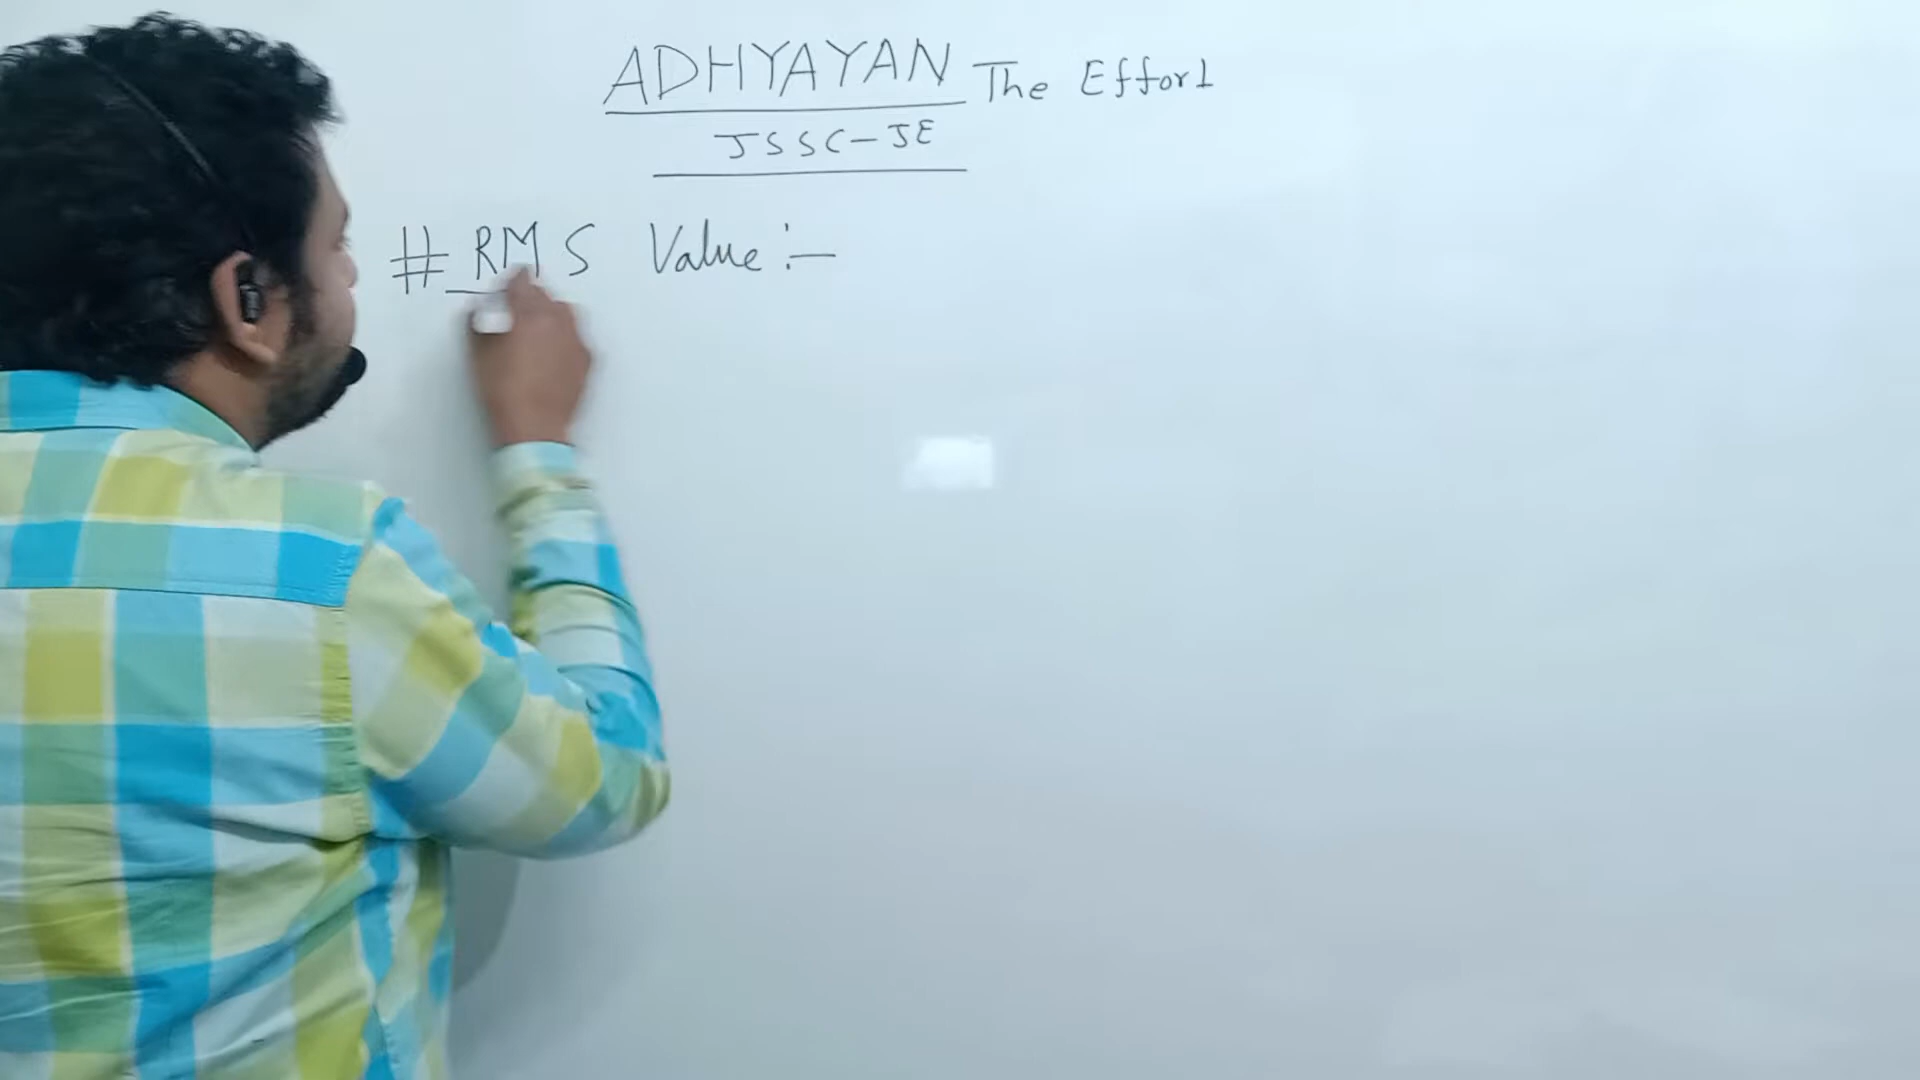 ADHYAYAN The Effort
JSSC-JE
# RMS Value :-